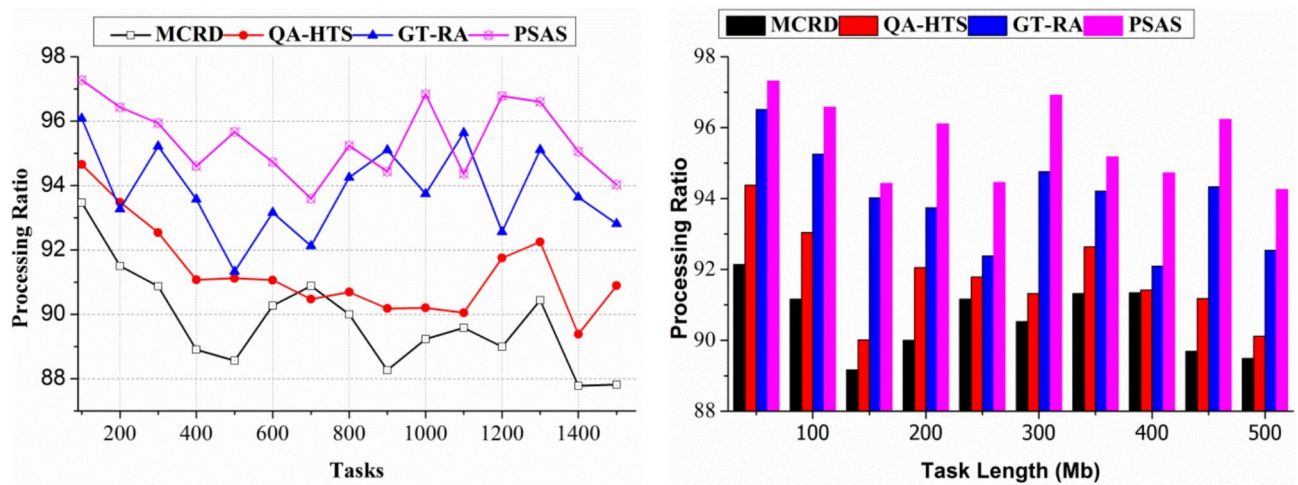 MCRD QA-HTS GT-RA PSAS
98
96
94
92
90
88
Processing Ratio
200 400 600 800 1000 1200 1400
Tasks
MCRD QA-HTS GT-RA PSAS
98
96
94
92
90
88
Processing Ratio
100 200 300 400 500
Task Length (Mb)